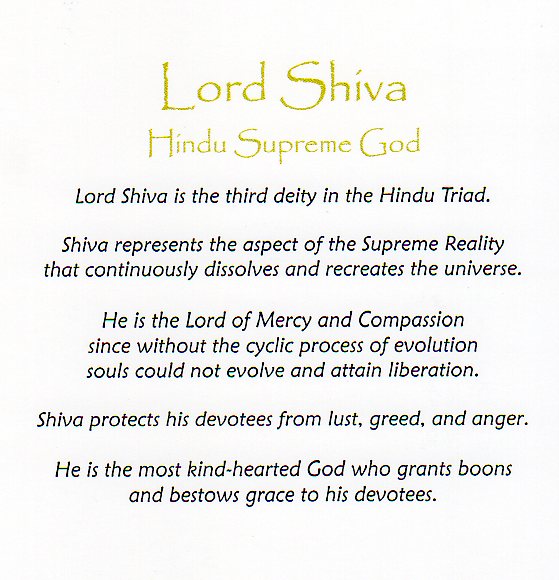 Lord Shiva
Hindu Supreme God
Lord Shiva is the third deity in the Hindu Triad.
Shiva represents the aspect of the Supreme Reality
that continuously dissolves and recreates the universe.
He is the Lord of Mercy and Compassion
since without the cyclic process of evolution
souls could not evolve and attain liberation.
Shiva protects his devotees from lust, greed, and anger.
He is the most kind-hearted God who grants boons
and bestows grace to his devotees.